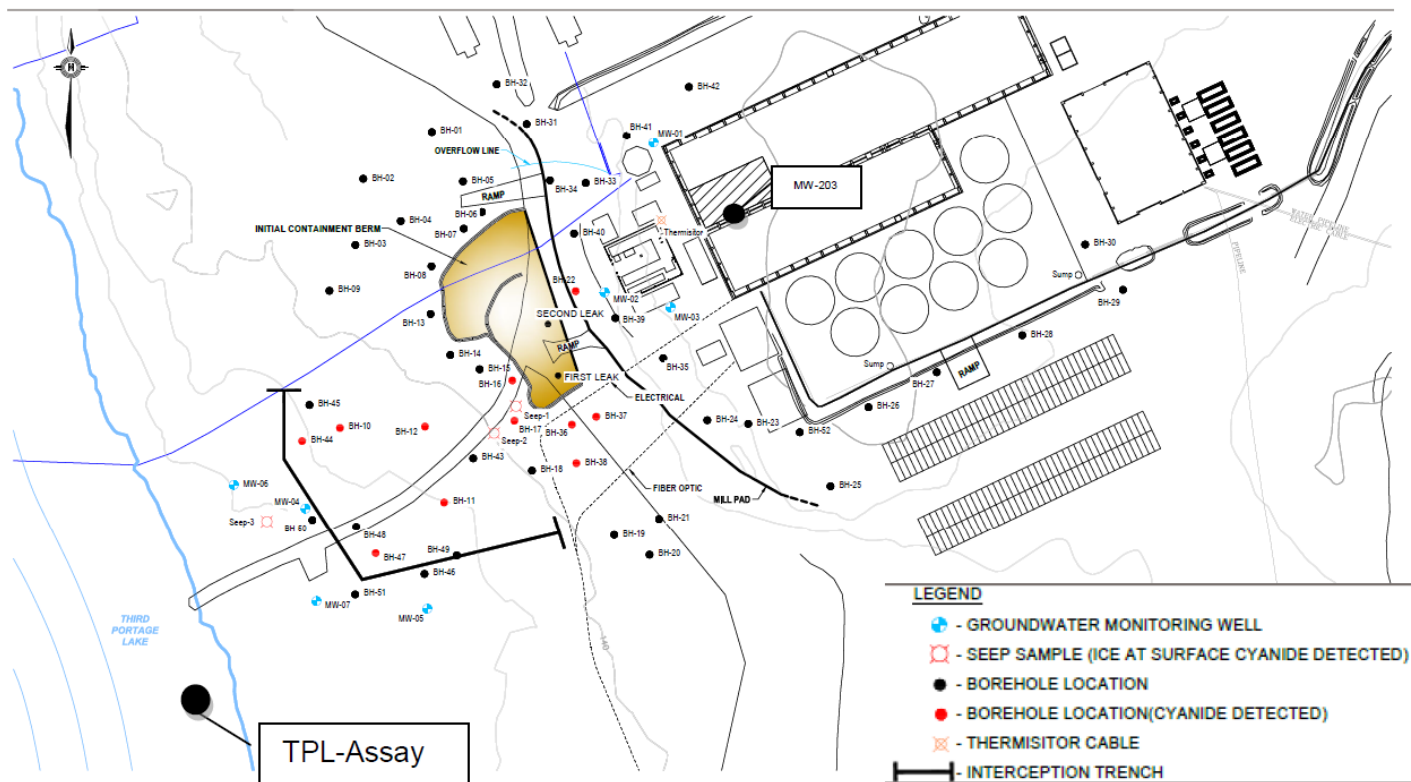 H
BH-32
BH-42
BH-31
BH-01
BH-41
MW-01
OVERFLOW LINE
BH-02
BH-05
BH-34
BH-33
MW-203
RAMP
BH-06
BH-04
BH-07
Thermisitor
INITIAL CONTAINMENT BERM
BH-40
BH-03
BH-30
PIPELINE
BH-08
Sump
BH-09
BH-22
MW-02
BH-29
MW-03
BH-13
SECOND LEAK
BH-39
BH-28
RAMP
BH-14
BH-35
BH-15
Sump
BH-16
FIRST LEAK
BH-27
RAMP
ELECTRICAL
BH-45
BH-26
Seep-1
BH-37
BH-10
BH-12
BH-17
BH-36
BH-24
BH-23
BH-44
Seep-2
BH-52
BH-43
BH-18
BH-38
MW-06
FIBER OPTIC
BH-25
MILL PAD
MW-04
BH-11
Seep-3
BH-50
BH-48
BH-21
BH-19
BH-47
BH-49
BH-20
BH-46
BH-51
MW-07
MW-05
THIRD
PORTAGE
LAKE
140
TPL-Assay
LEGEND
- GROUNDWATER MONITORING WELL
- SEEP SAMPLE (ICE AT SURFACE CYANIDE DETECTED)
- BOREHOLE LOCATION
- BOREHOLE LOCATION(CYANIDE DETECTED)
- THERMISITOR CABLE
- INTERCEPTION TRENCH